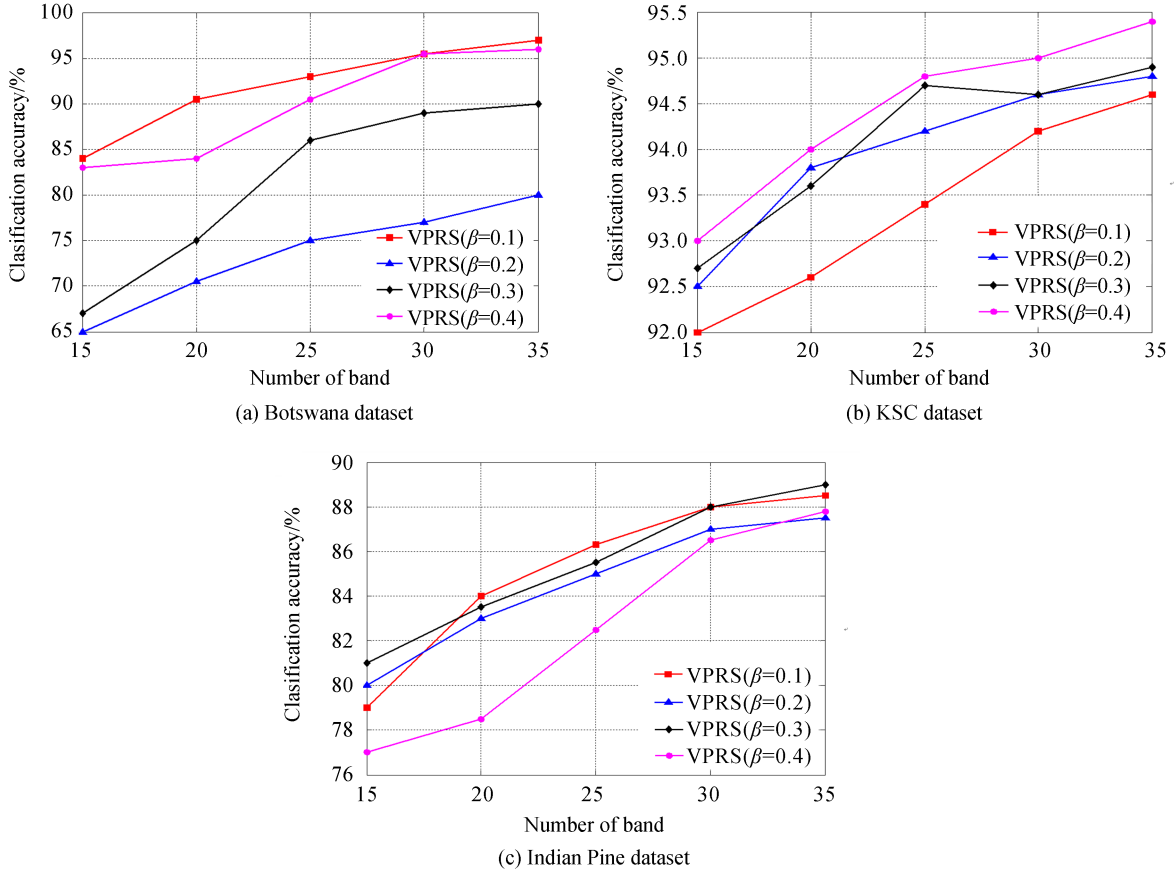 100
95
90
85
80
75
70
65
Clasification accuracy/%
VPRS(β=0.1)
VPRS(β=0.2)
VPRS(β=0.3)
VPRS(β=0.4)
15 20 25 30 35
Number of band
(a) Botswana dataset
95.5
95.0
94.5
94.0
93.5
93.0
92.5
92.0
Clasification accuracy/%
VPRS(β=0.1)
VPRS(β=0.2)
VPRS(β=0.3)
VPRS(β=0.4)
15 20 25 30 35
Number of band
(b) KSC dataset
90
88
86
84
82
80
78
76
Clasification accuracy/%
VPRS(β=0.1)
VPRS(β=0.2)
VPRS(β=0.3)
VPRS(β=0.4)
15 20 25 30 35
Number of band
(c) Indian Pine dataset